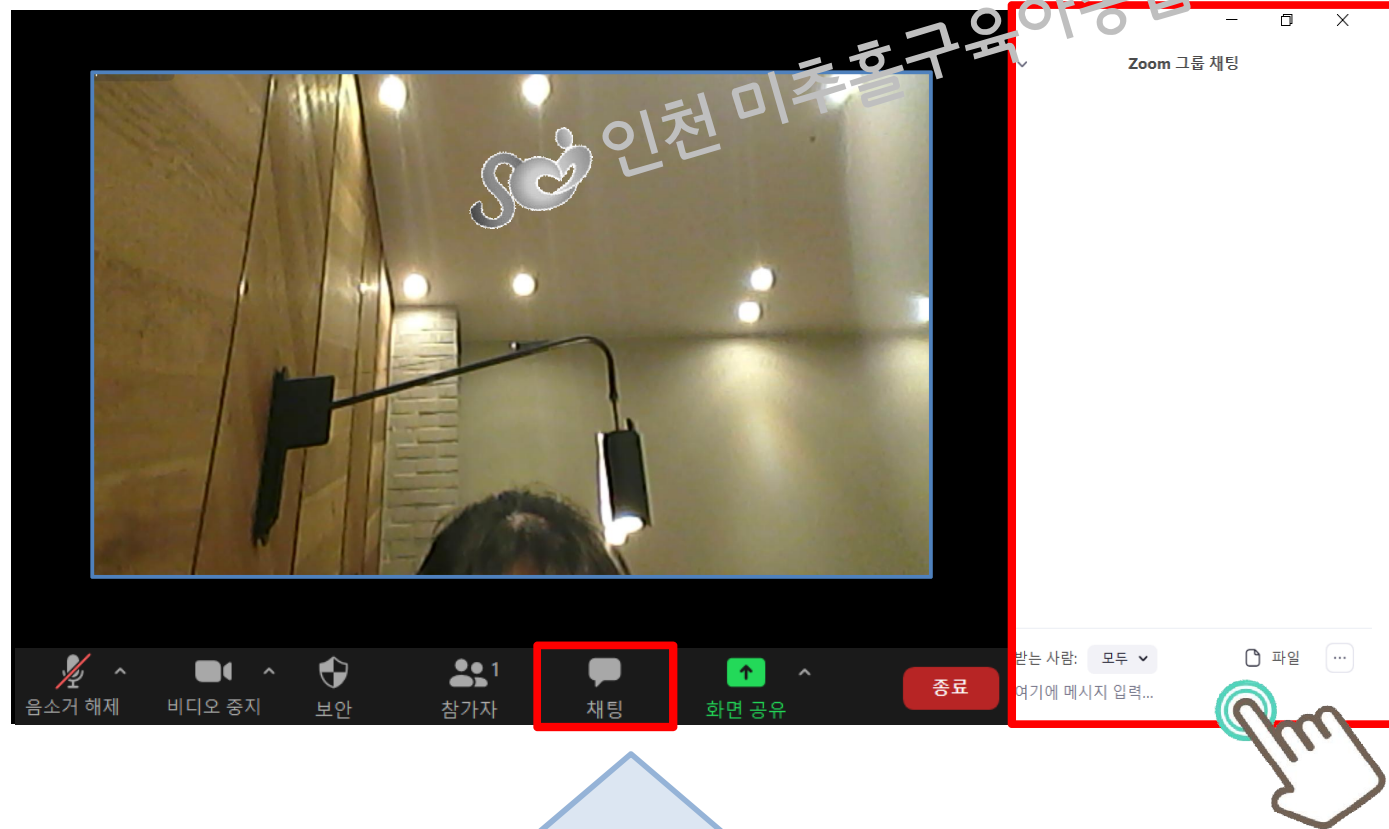 인천 미추홀구육아종합
Zoom 그룹 채팅
받는 사람: 모두
파일
여기에 메시지 입력...
음소거 해제
비디오 중지
보안
1
참가자
채팅
화면 공유
종료